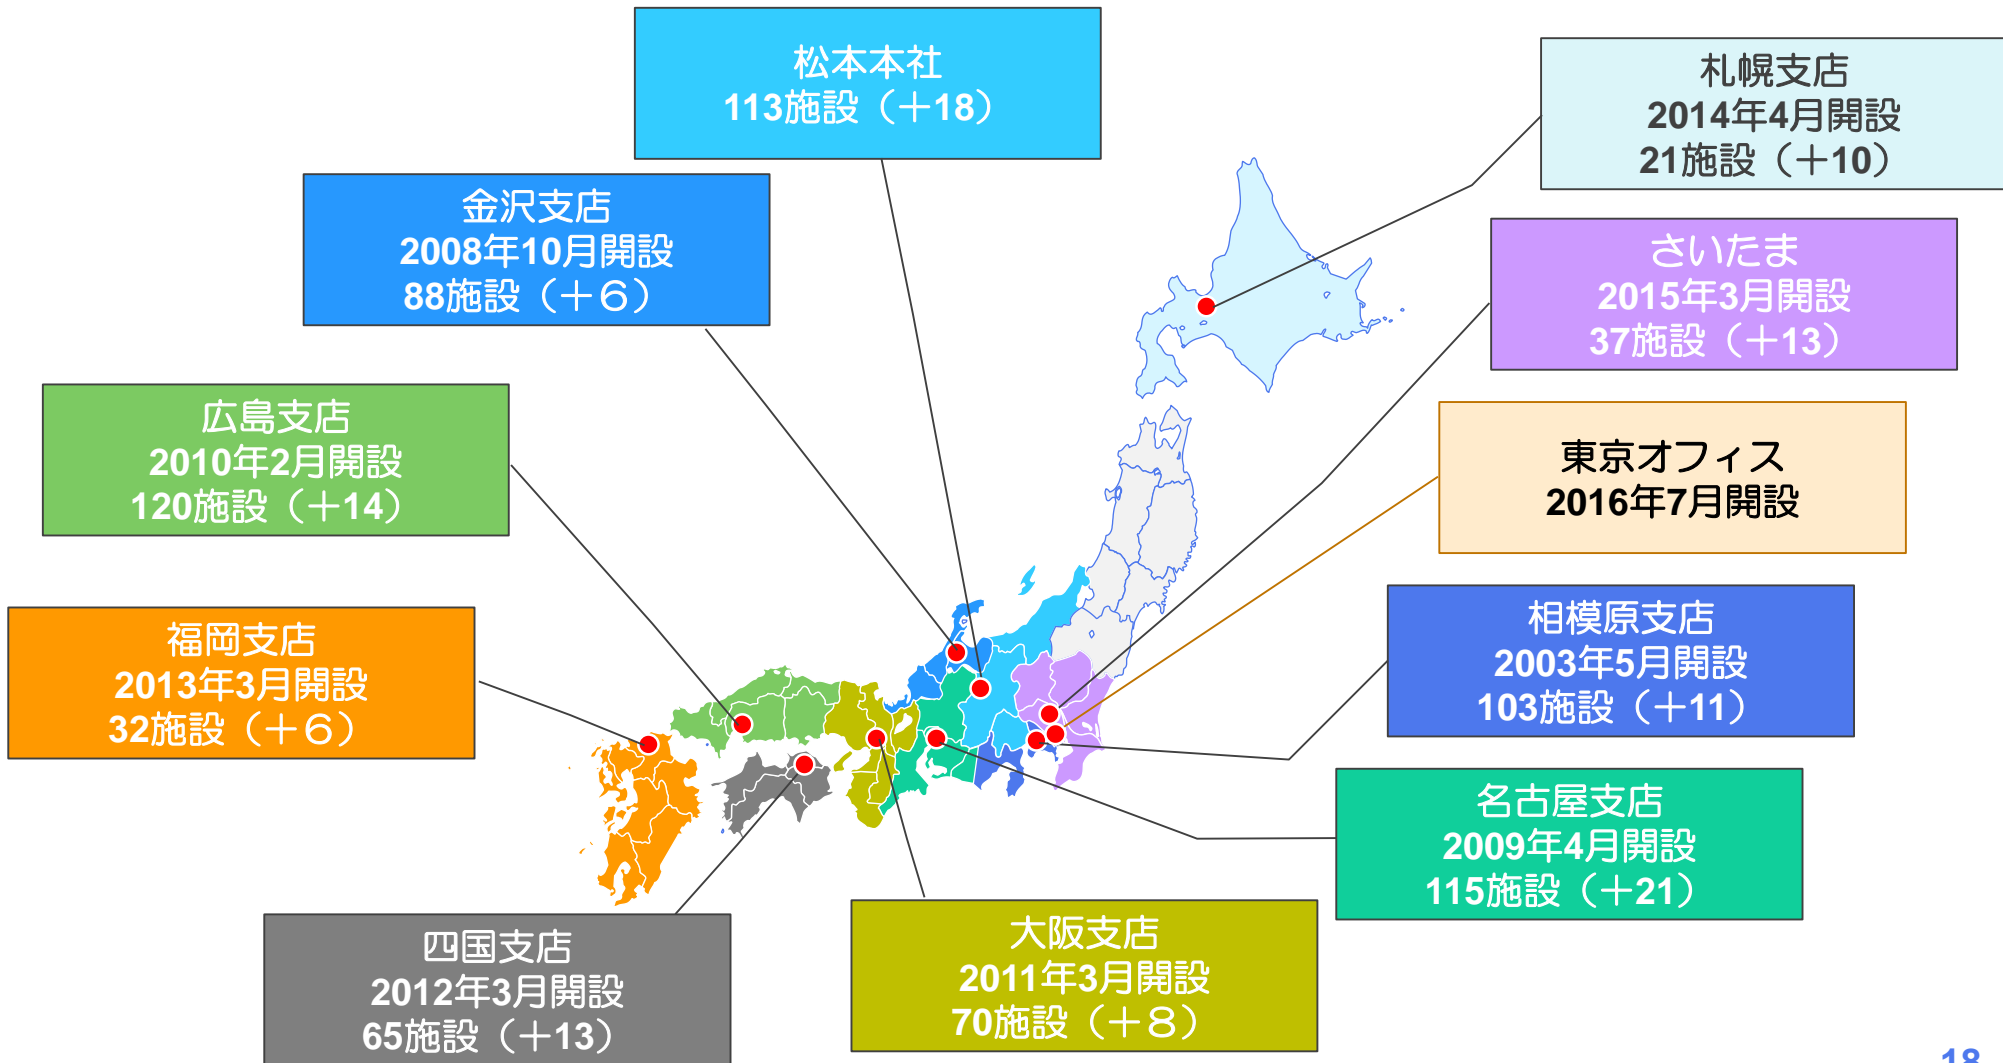 松本本社
113施設（＋18）
札幌支店
2014年4月開設
21施設（＋10）
金沢支店
2008年10月開設
88施設（＋６）
さいたま
2015年3月開設
37施設（＋13）
広島支店
2010年2月開設
120施設（＋14）
東京オフィス
2016年7月開設
福岡支店
2013年3月開設
32施設（＋６）
相模原支店
2003年5月開設
103施設（＋11）
名古屋支店
2009年4月開設
115施設（＋21）
四国支店
2012年3月開設
65施設（＋13）
大阪支店
2011年3月開設
70施設（＋８）
18